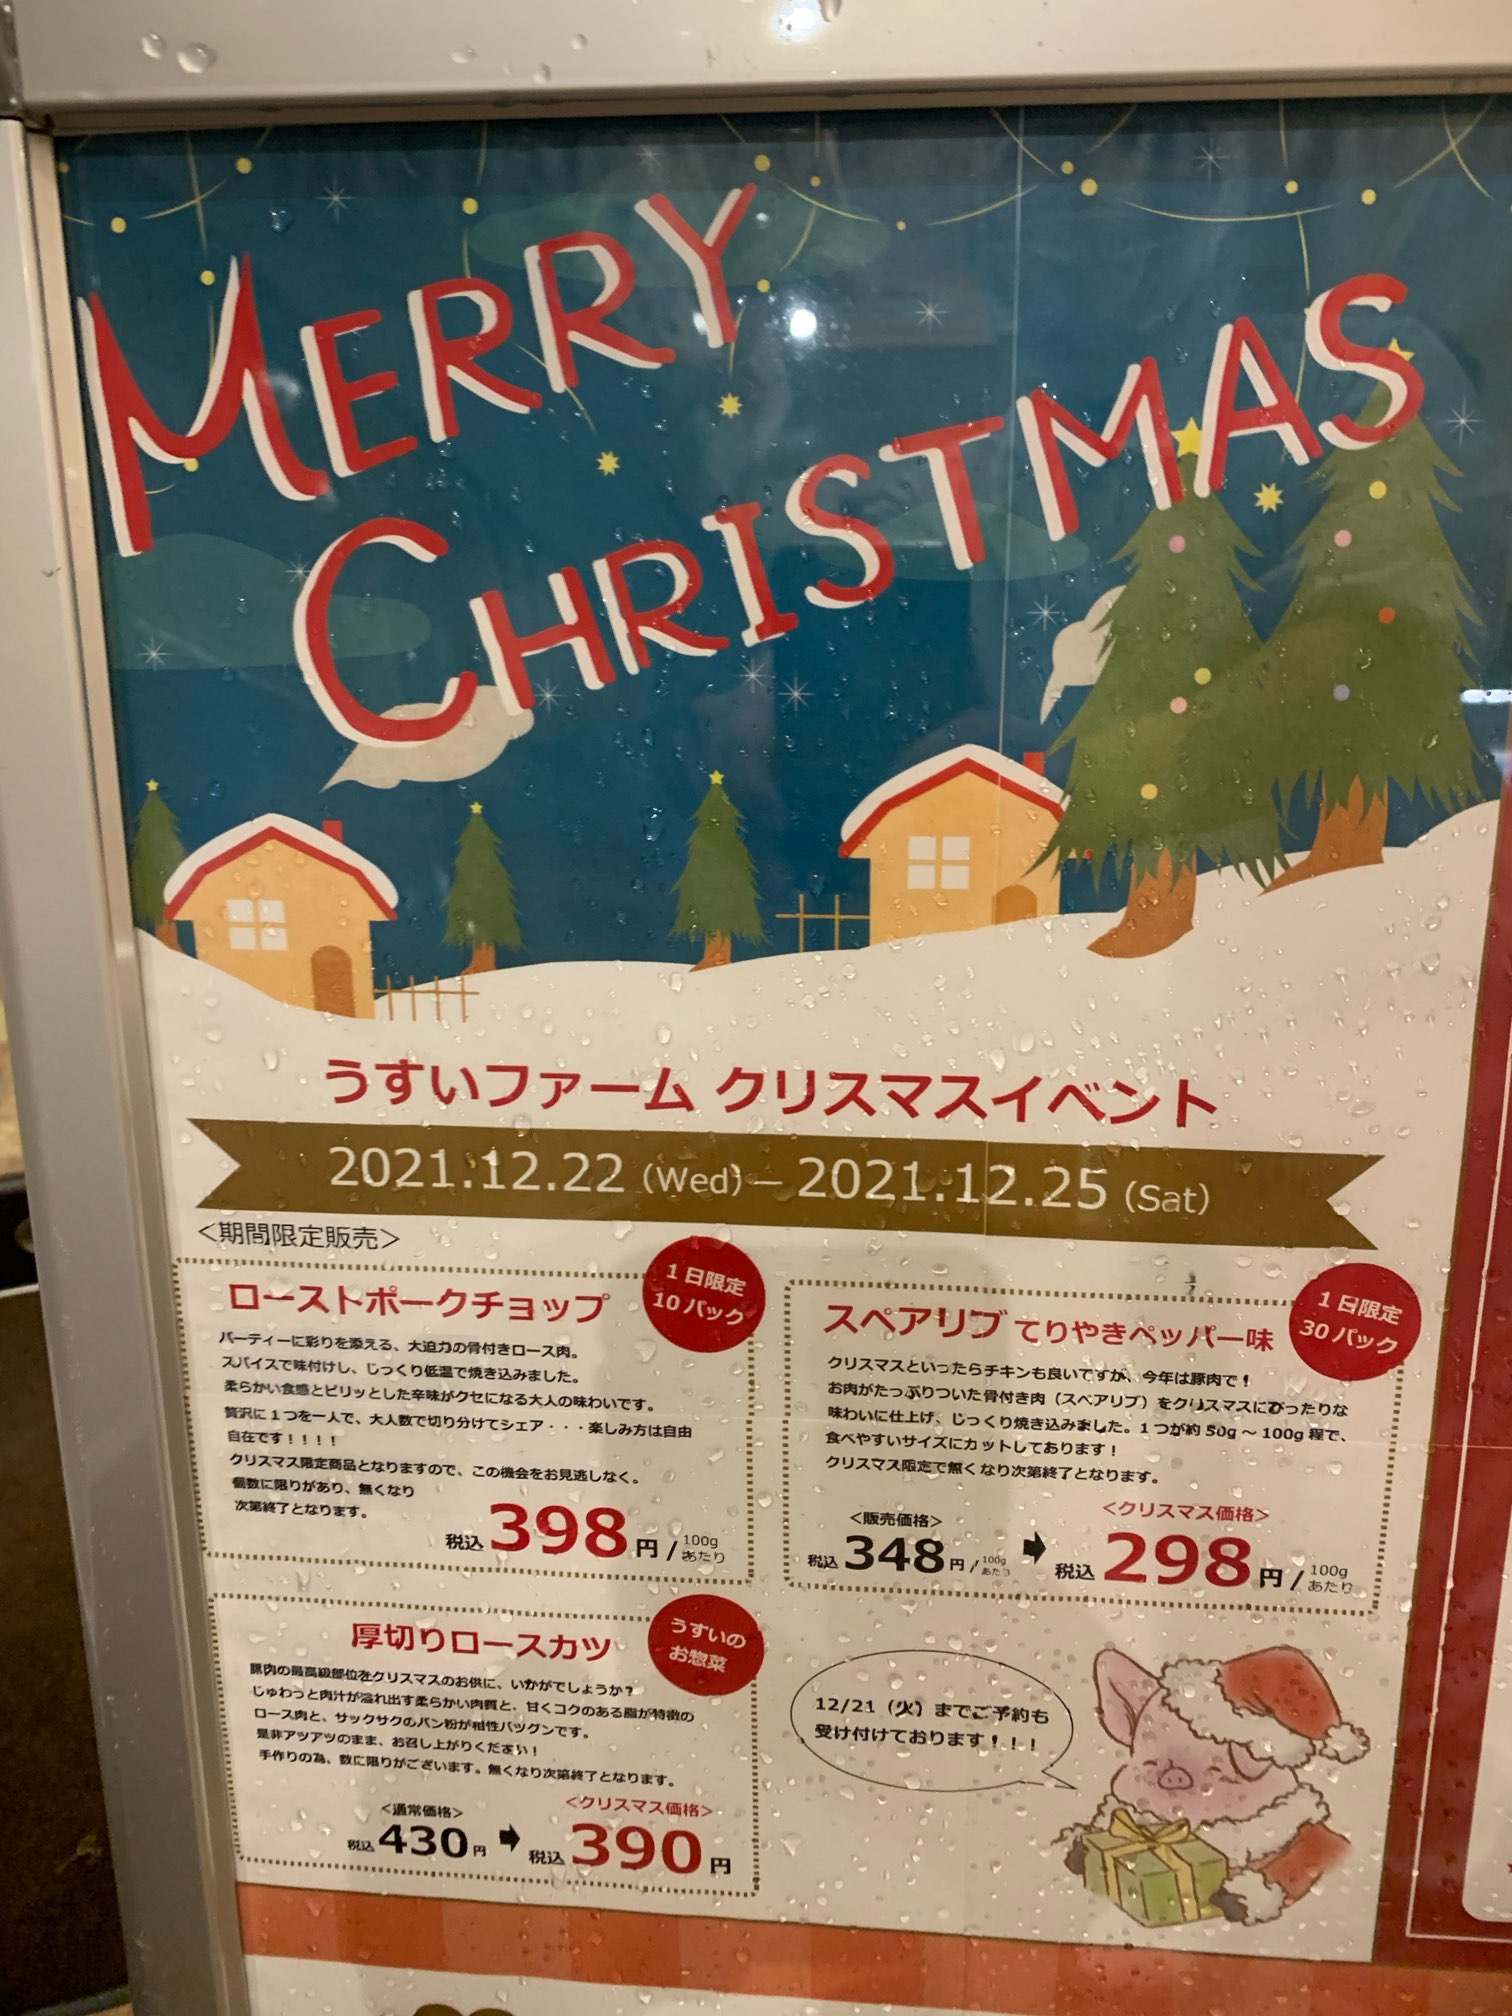 MERRY
CHRISTMAS
うすいファーム クリスマスイベント
2021.12.22 (Wed) ー 2021.12.25 (Sat)
<期間限定販売>
ローストポークチョップ
1日限定
10パック
パーティーに彩りを添える、大迫力の骨付きロース肉。
スパイスで味付けし、じっくり低温で焼き込みました。
柔らかい食感とピリッとした辛味がクセになる大人の味わいです。
贅沢に1つを一人で、大人数で切り分けてシェア・・・楽しみ方は自由
自在です！！！！
クリスマス限定商品となりますので、この機会をお見逃しなく。
個数に限りがあり、無くなり
次第終了となります。
税込398円/100gあたり
スペアリブ てりやきペッパー味
1日限定
30パック
クリスマスといったらチキンも良いですが、今年は豚肉で！
お肉がたっぷりついた骨付き肉（スペアリブ）をクリスマスにぴったりな
味わいに仕上げ、じっくり焼き込みました。1つが約50g～100g程で、
食べやすいサイズにカットしてあります！
クリスマス限定で無くなり次第終了となります。
<販売価格>
税込348円/100gあたり
<クリスマス価格>
税込298円/100gあたり
厚切りロースカツ
うすいの
お惣菜
豚肉の最高級部位をクリスマスのお供に、いかがでしょうか？
じゅわっと肉汁が溢れ出す柔らかい肉質と、甘くコクのある脂が特徴の
ロース肉と、サックサクのパン粉が相性バツグンです。
是非アツアツのまま、お召し上がりください！
手作りの為、数に限りがございます。無くなり次第終了となります。
<通常価格>
税込430円
<クリスマス価格>
税込390円
12/21（火）までご予約も
受け付けております！！！